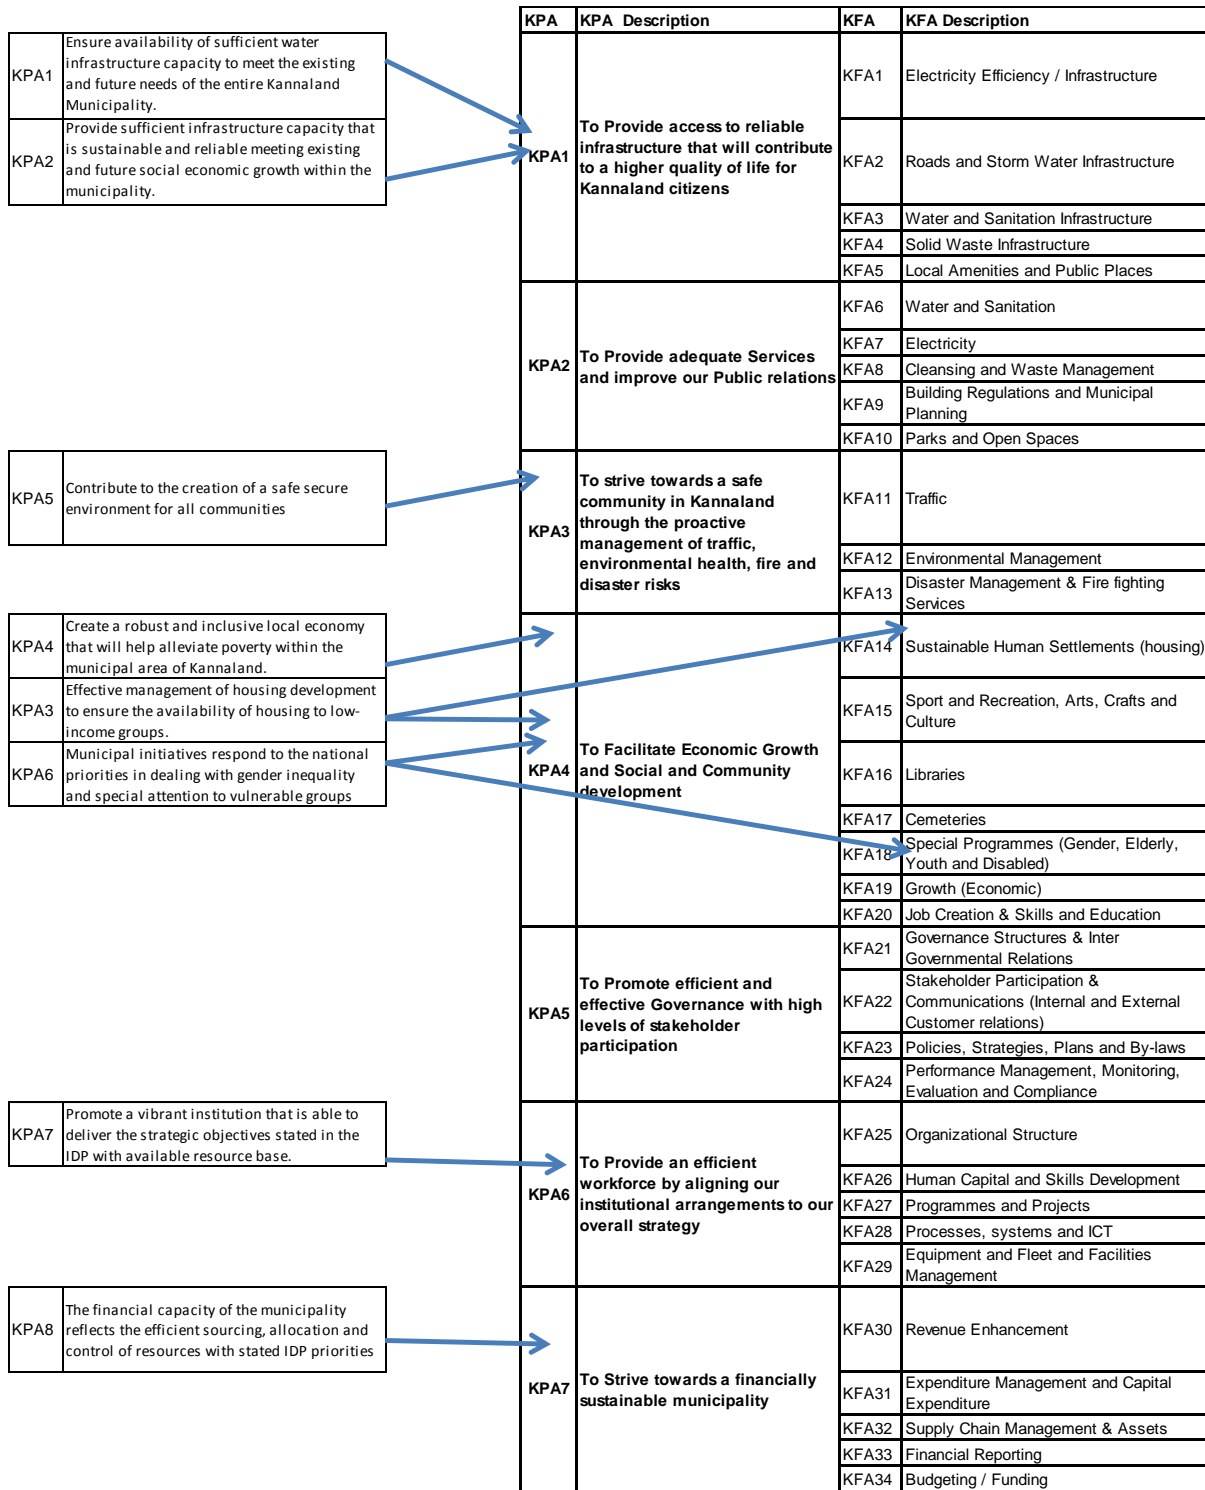 KPA KPA Description KFA KFA Description
KPA1
Ensure availability of sufficient water
infrastructure capacity to meet the existing
and future needs of the entire Kannaland
Municipality.
KPA2
Provide sufficient infrastructure capacity that
is sustainable and reliable meeting existing
and future social economic growth within the
municipality.
KPA1
To Provide access to reliable
infrastructure that will contribute
to a higher quality of life for
Kannaland citizens
KFA1 Electricity Efficiency / Infrastructure
KFA2 Roads and Storm Water Infrastructure
KFA3 Water and Sanitation Infrastructure
KFA4 Solid Waste Infrastructure
KFA5 Local Amenities and Public Places
KPA2
To Provide adequate Services
and improve our Public relations
KFA6 Water and Sanitation
KFA7 Electricity
KFA8 Cleansing and Waste Management
KFA9 Building Regulations and Municipal
Planning
KFA10 Parks and Open Spaces
KPA5
Contribute to the creation of a safe secure
environment for all communities
KPA3
To strive towards a safe
community in Kannaland
through the proactive
management of traffic,
environmental health, fire and
disaster risks
KFA11 Traffic
KFA12 Environmental Management
KFA13 Disaster Management & Fire fighting
Services
KPA4
Create a robust and inclusive local economy
that will help alleviate poverty within the
municipal area of Kannaland.
KPA3
Effective management of housing development
to ensure the availability of housing to low-
income groups.
KPA6
Municipal initiatives respond to the national
priorities in dealing with gender inequality
and special attention to vulnerable groups
KPA4
To Facilitate Economic Growth
and Social and Community
development
KFA14 Sustainable Human Settlements (housing)
KFA15 Sport and Recreation, Arts, Crafts and
Culture
KFA16 Libraries
KFA17 Cemeteries
KFA18 Special Programmes (Gender, Elderly,
Youth and Disabled)
KFA19 Growth (Economic)
KFA20 Job Creation & Skills and Education
KPA5
To Promote efficient and
effective Governance with high
levels of stakeholder
participation
KFA21 Governance Structures & Inter
Governmental Relations
KFA22 Stakeholder Participation &
Communications (Internal and External
Customer relations)
KFA23 Policies, Strategies, Plans and By-laws
KFA24 Performance Management, Monitoring,
Evaluation and Compliance
KPA7
Promote a vibrant institution that is able to
deliver the strategic objectives stated in the
IDP with available resource base.
KPA6
To Provide an efficient
workforce by aligning our
institutional arrangements to our
overall strategy
KFA25 Organizational Structure
KFA26 Human Capital and Skills Development
KFA27 Programmes and Projects
KFA28 Processes, systems and ICT
KFA29 Equipment and Fleet and Facilities
Management
KPA8
The financial capacity of the municipality
reflects the efficient sourcing, allocation and
control of resources with stated IDP priorities
KPA7
To Strive towards a financially
sustainable municipality
KFA30 Revenue Enhancement
KFA31 Expenditure Management and Capital
Expenditure
KFA32 Supply Chain Management & Assets
KFA33 Financial Reporting
KFA34 Budgeting / Funding